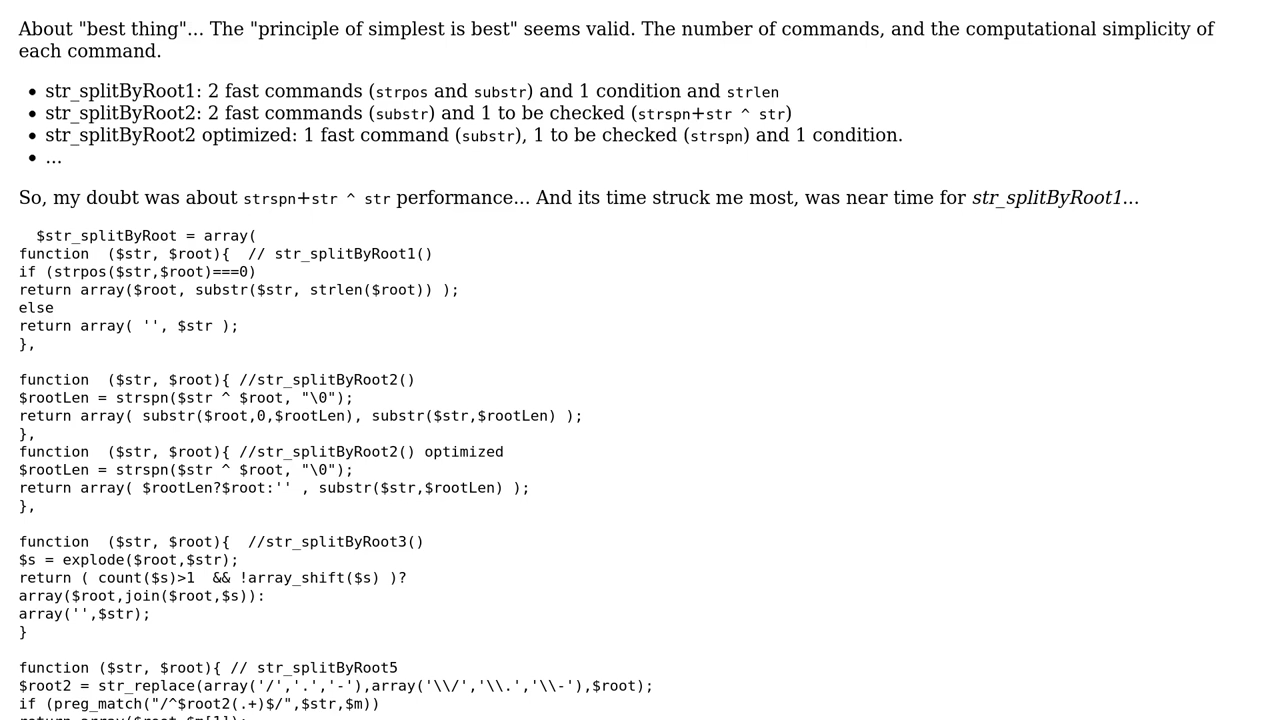 About "best thing"... The "principle of simplest is best" seems valid. The number of commands, and the computational simplicity of
each command.
• str_splitByRoot1: 2 fast commands (strpos and substr) and 1 condition and strlen
• str_splitByRoot2: 2 fast commands (substr) and 1 to be checked (strspn+str ^ str)
• str_splitByRoot2 optimized: 1 fast command (substr), 1 to be checked (strspn) and 1 condition.
• ...
So, my doubt was about strspn+str ^ str performance... And its time struck me most, was near time for str_splitByRoot1...
$str_splitByRoot = array(
function  ($str, $root){  // str_splitByRoot1()
if (strpos($str,$root)===0)
return array($root, substr($str, strlen($root)) );
else
return array( '', $str );
},
function  ($str, $root){ //str_splitByRoot2()
$rootLen = strspn($str ^ $root, "\0");
return array( substr($root,0,$rootLen), substr($str,$rootLen) );
},
function  ($str, $root){ //str_splitByRoot2() optimized
$rootLen = strspn($str ^ $root, "\0");
return array( $rootLen?$root:'' , substr($str,$rootLen) );
},
function  ($str, $root){  //str_splitByRoot3()
$s = explode($root,$str);
return ( count($s)>1  && !array_shift($s) )?
array($root,join($root,$s)):
array('',$str);
}
function ($str, $root){ // str_splitByRoot5
$root2 = str_replace(array('/','.','-'),array('\\/','\\.','\\-'),$root);
if (preg_match("/^$root2(.+)$/",$str,$m))
return array($root,$m[1]);